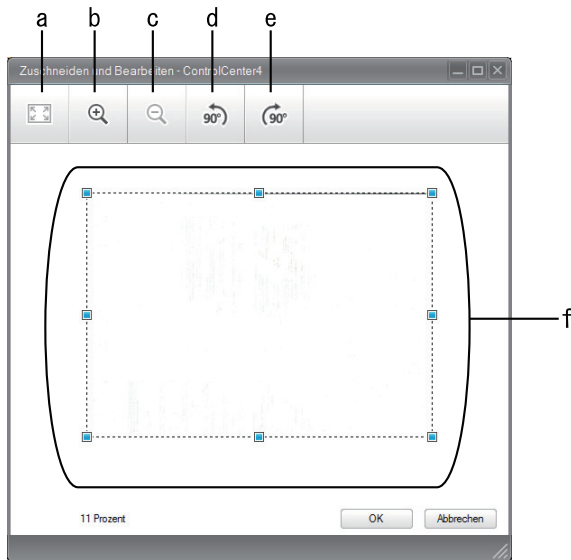 a b c d e
Zuschneiden und Bearbeiten - ControlCenter4
90° 90°
f
11 Prozent OK Abbrechen